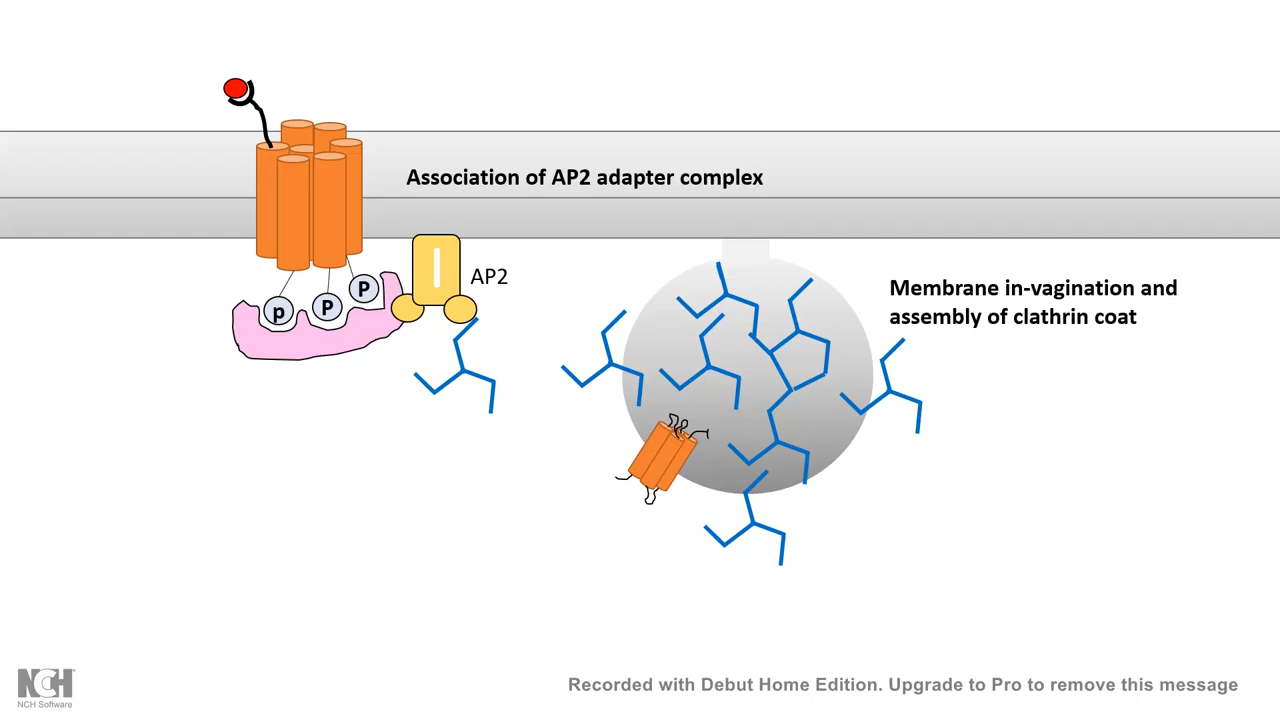 Association of AP2 adapter complex
AP2
p
P
P
Membrane in-vagination and
assembly of clathrin coat
NCH
NCH Software
Recorded with Debut Home Edition. Upgrade to Pro to remove this message